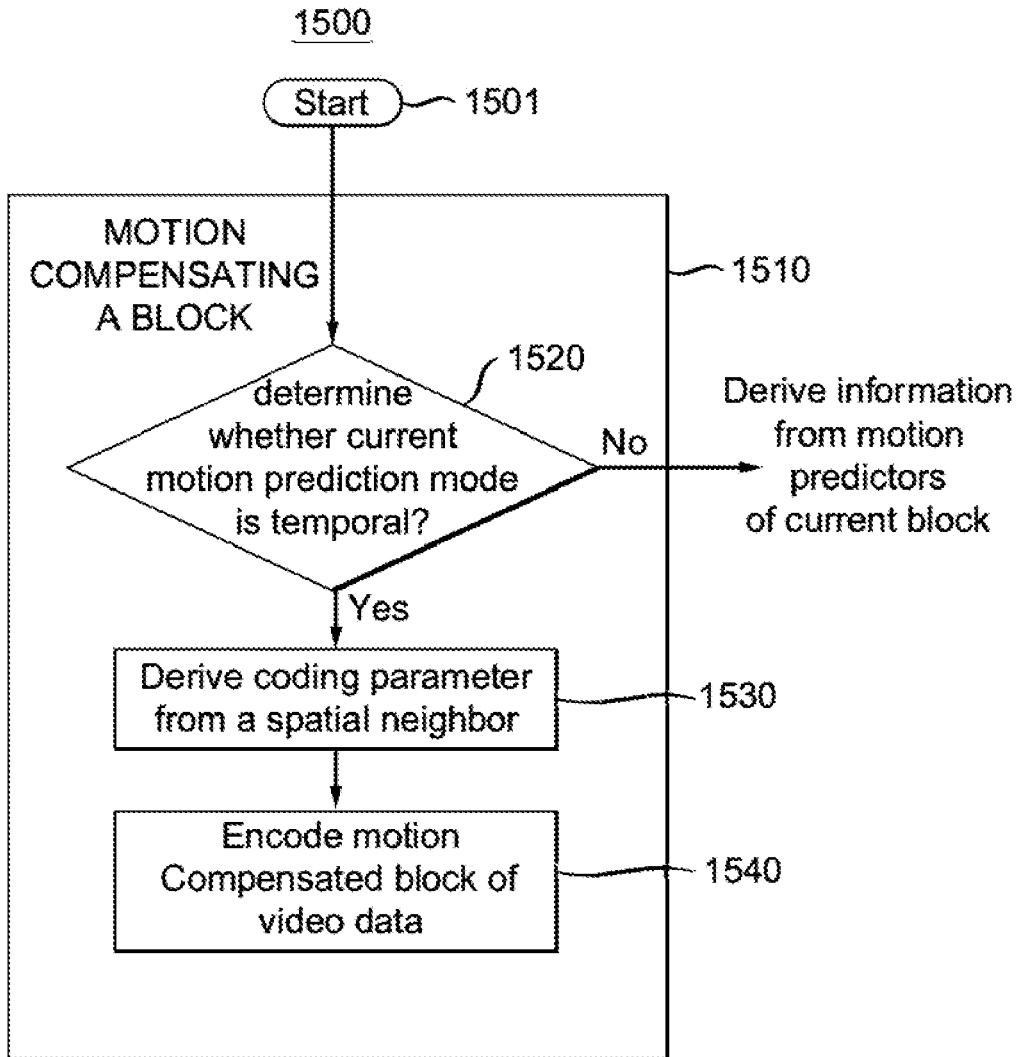 1500
Start
1501
MOTION
COMPENSATING
A BLOCK
1510
1520
determine
whether current
motion prediction mode
is temporal?
No
Derive information
from motion
predictors
of current block
Yes
Derive coding parameter
from a spatial neighbor
1530
Encode motion
Compensated block of
video data
1540